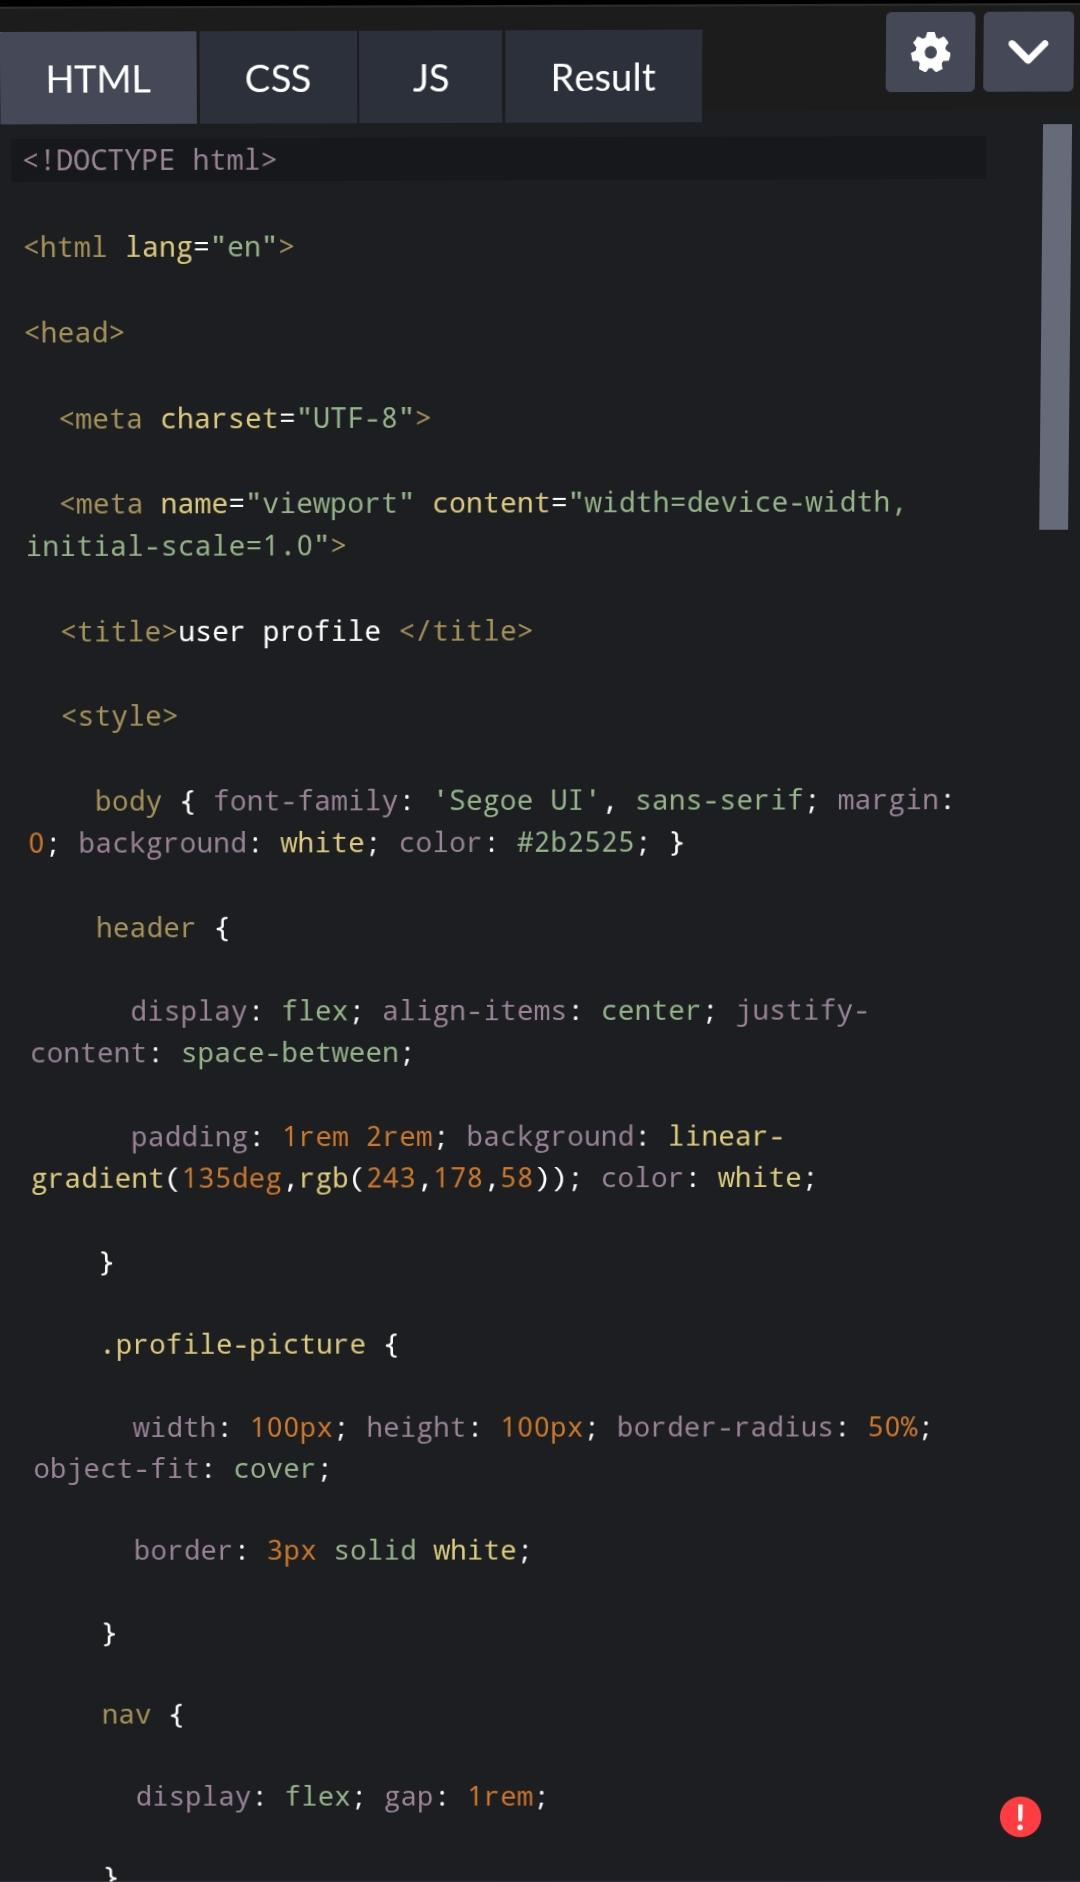 HTML CSS JS Result
<!DOCTYPE html>
<html lang="en">
<head>
<meta charset="UTF-8">
<meta name="viewport" content="width=device-width,
initial-scale=1.0">
<title>user profile </title>
<style>
body { font-family: 'Segoe UI', sans-serif; margin:
0; background: white; color: #2b2525; }
header {
display: flex; align-items: center; justify-
content: space-between;
padding: 1rem 2rem; background: linear-
gradient(135deg,rgb(243,178,58)); color: white;
}
.profile-picture {
width: 100px; height: 100px; border-radius: 50%;
object-fit: cover;
border: 3px solid white;
}
nav {
display: flex; gap: 1rem;
}